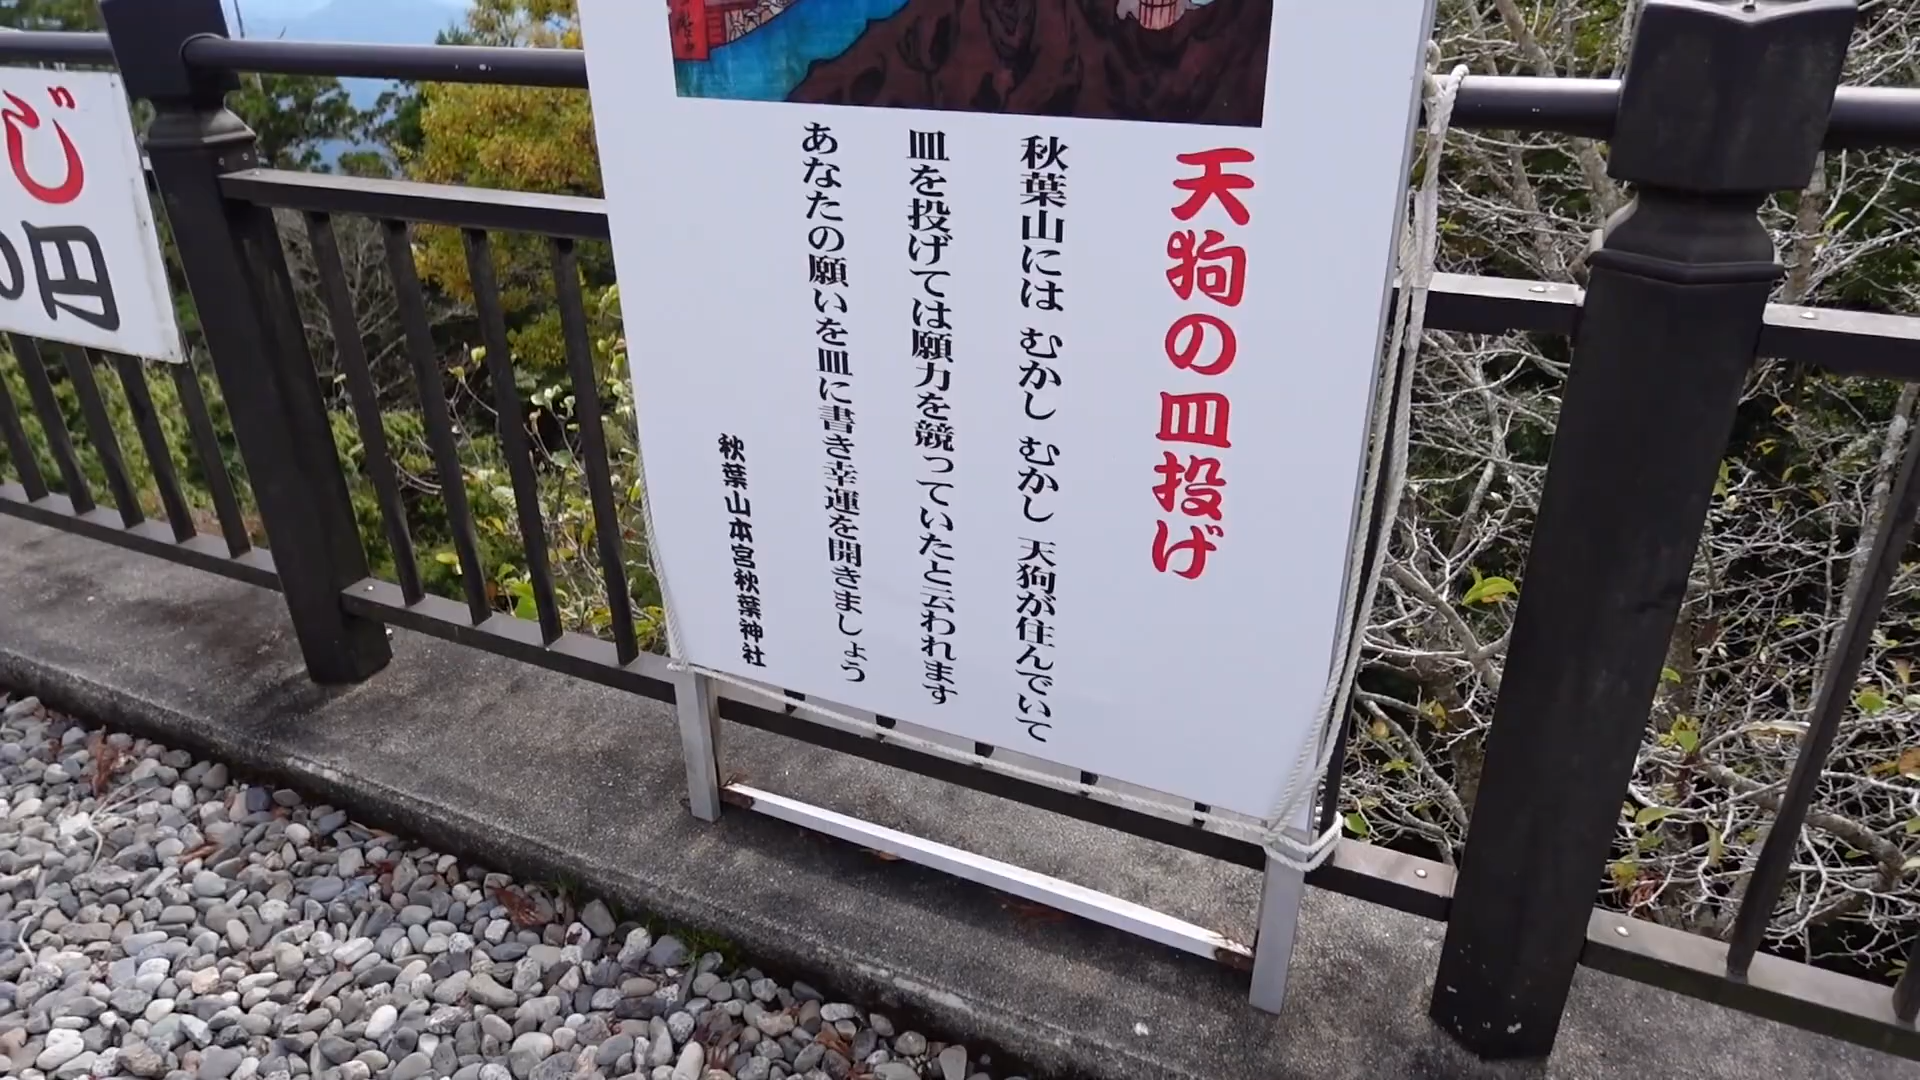 天狗の皿投げ
秋葉山には むかし むかし 天狗が住んでいて
皿を投げては願力を競っていたと云われます
あなたの願いを皿に書き幸運を開きましょう
秋葉山本宮秋葉神社
じ
0円